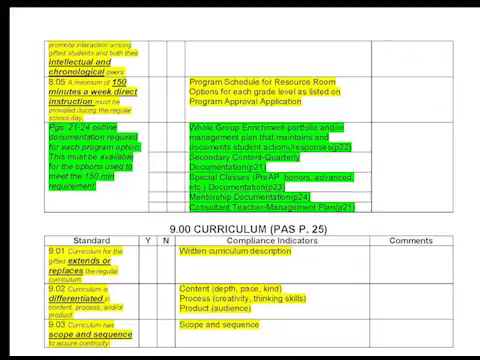 promote interaction among
gifted students and both their
intellectual and
chronological peers.
8.05 A minimum of 150
minutes a week direct
instruction must be
provided during the regular
school day.
Program Schedule for Resource Room
Options for each grade level as listed on
Program Approval Application
Pgs. 21-24 outline
documentation required
for each program option.
This must be available
for the options used to
meet the 150 min
requirement.
Whole Group Enrichment-portfolio and/or
management plan that maintains and
documents student actions/responses(p22)
Secondary Content-Quarterly
Documentation(p21)
Special Classes (PreAP, honors, advanced,
etc.) Documentation(p23)
Mentorship Documentation(p24)
Consultant Teacher-Management Plan(p21)
9.00 CURRICULUM (PAS P. 25)
Standard Y N Compliance Indicators Comments
9.01 Curriculum for the
gifted extends or
replaces the regular
curriculum.
Written curriculum description
9.02 Curriculum is
differentiated in
content, process, and/or
product.
Content (depth, pace, kind)
Process (creativity, thinking skills)
Product (audience)
9.03 Curriculum has
scope and sequence
to assure continuity.
Scope and sequence